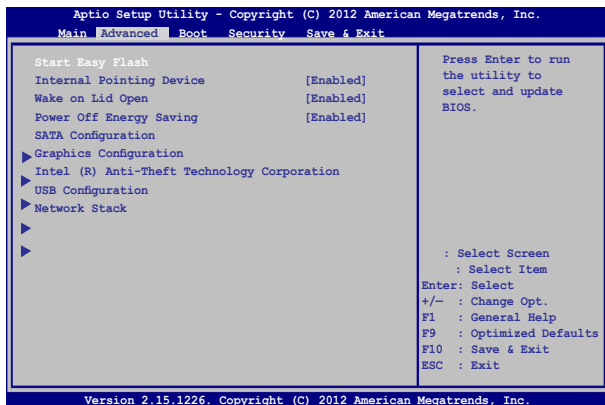 Aptio Setup Utility - Copyright (C) 2012 American Megatrends, Inc.
Main Advanced Boot Security Save & Exit
Start Easy Flash
Internal Pointing Device [Enabled]
Wake on Lid Open [Enabled]
Power Off Energy Saving [Enabled]
SATA Configuration
Graphics Configuration
Intel (R) Anti-Theft Technology Corporation
USB Configuration
Network Stack
Press Enter to run
the utility to
select and update
BIOS.
: Select Screen
: Select Item
Enter: Select
+/— : Change Opt.
F1 : General Help
F9 : Optimized Defaults
F10 : Save & Exit
ESC : Exit
Version 2.15.1226. Copyright (C) 2012 American Megatrends, Inc.